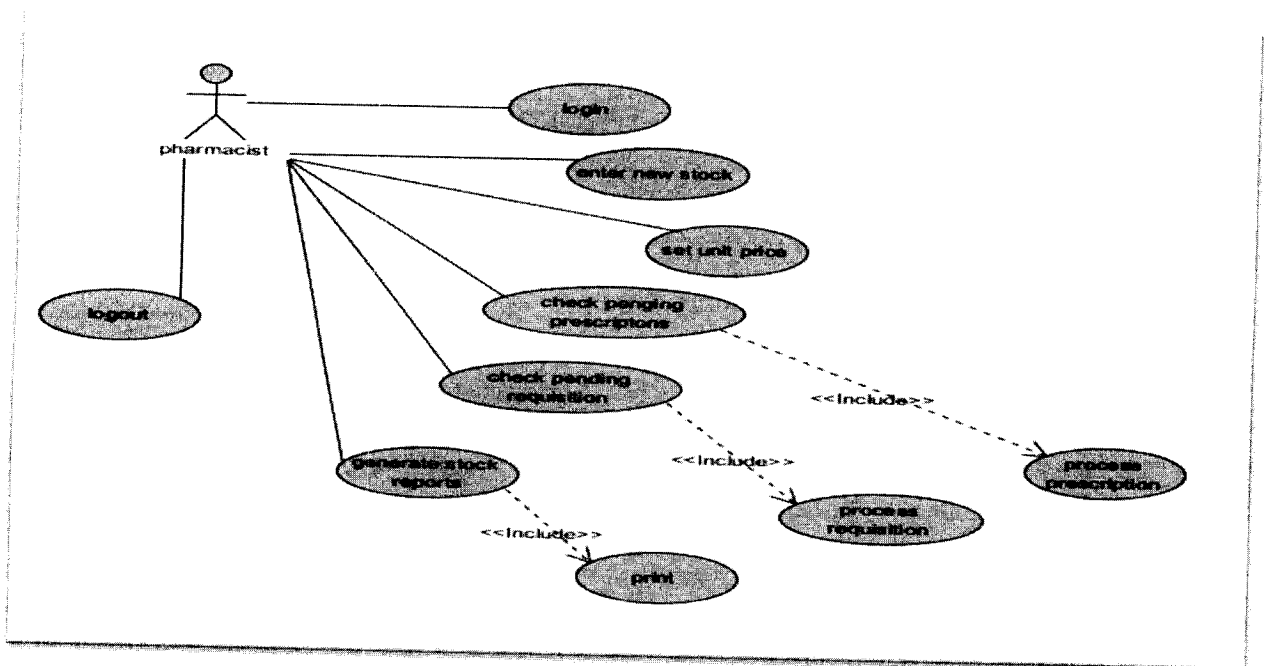 login
pharmacist
enter new stock
set unit price
check penging
prescriptons
logout
check pending
requisition
<<Include>>
<<Include>>
generate stock
reports
process
prescription
process
requisition
<<Include>>
print